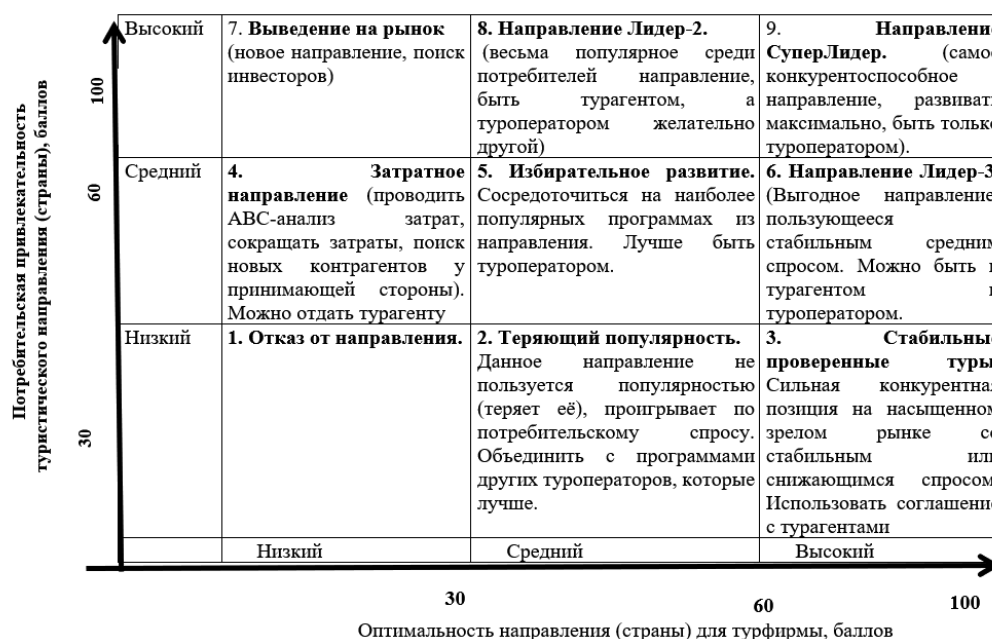 Потребительская привлекательность
туристического направления (страны), баллов
100
60
30
Высокий
7. Выведение на рынок
(новое направление, поиск
инвесторов)
8. Направление Лидер-2.
(весьма популярное среди
потребителей направление,
быть турагентом, а
туроператором желательно
другой)
9. Направление
СуперЛидер. (самое
конкурентоспособное
направление, развивать
максимально, быть только
туроператором).
Средний
4. Затратное
направление (проводить
АВС-анализ затрат,
сокращать затраты, поиск
новых контрагентов у
принимающей стороны).
Можно отдать турагенту
5. Избирательное развитие.
Сосредоточиться на наиболее
популярных программах из
направления. Лучше быть
туроператором.
6. Направление Лидер-3
(Выгодное направление
пользующееся
стабильным средним
спросом. Можно быть и
турагентом и
туроператором.
Низкий
1. Отказ от направления.
2. Теряющий популярность.
Данное направление не
пользуется популярностью
(теряет её), проигрывает по
потребительскому спросу.
Объединить с программами
других туроператоров, которые
лучше.
3. Стабильные
проверенные туры
Сильная конкурентная
позиция на насыщенном
зрелом рынке со
стабильным или
снижающимся спросом
Использовать соглашение
с турагентами
Низкий
Средний
Высокий
30
60
100
Оптимальность направления (страны) для турфирмы, баллов